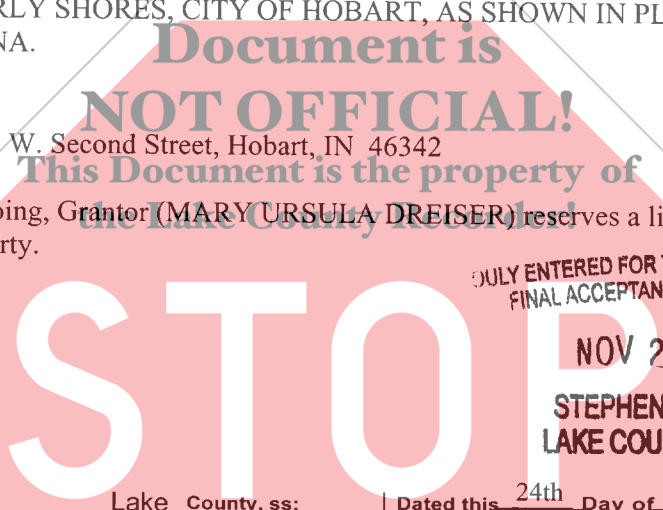 RLY SHORES, CITY OF HOBART, AS SHOWN IN PL
NA.
Document is
NOT OFFICIAL!
W. Second Street, Hobart, IN 46342
This Document is the property of
the Lake County Recorder!
oing, Grantor (MARY URSULA DREISER) reserves a li
rty.
DULY ENTERED FOR
FINAL ACCEPTAN
NOV 2
STEPHEN
LAKE COU
STOP
Lake County, ss:
Dated this 24th Day of